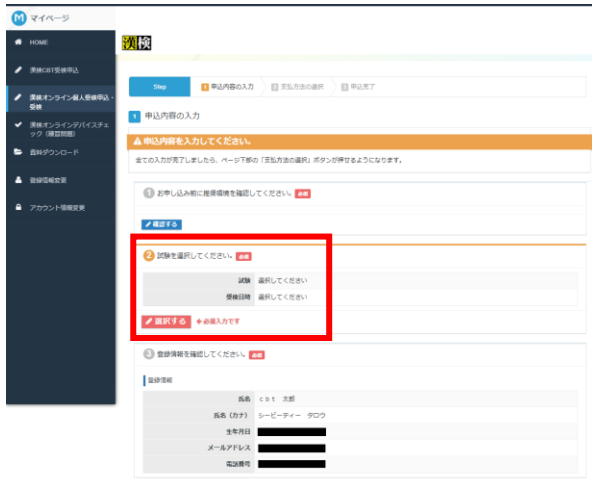 M マイページ
HOME
漢検
漢検CBT受検申込
漢検オンライン個人受検申込・
受検
漢検オンラインデバイスチェ
ック（練習問題）
資料ダウンロード
登録情報変更
アカウント情報変更
Step 1 申込内容の入力 2 支払方法の選択 3 申込完了
1 申込内容の入力
申込内容を入力してください。
全ての入力が完了しましたら、ページ下部の「支払方法の選択」ボタンが押せるようになります。
1 お申し込み前に推奨環境を確認してください。 必須
確認する
2 試験を選択してください。 必須
試験 選択してください
受検日時 選択してください
選択する 必須入力です
3 登録情報を確認してください。 必須
登録情報
氏名 ｃｂｔ 太郎
氏名（カナ） シービーティー タロウ
生年月日
メールアドレス
電話番号